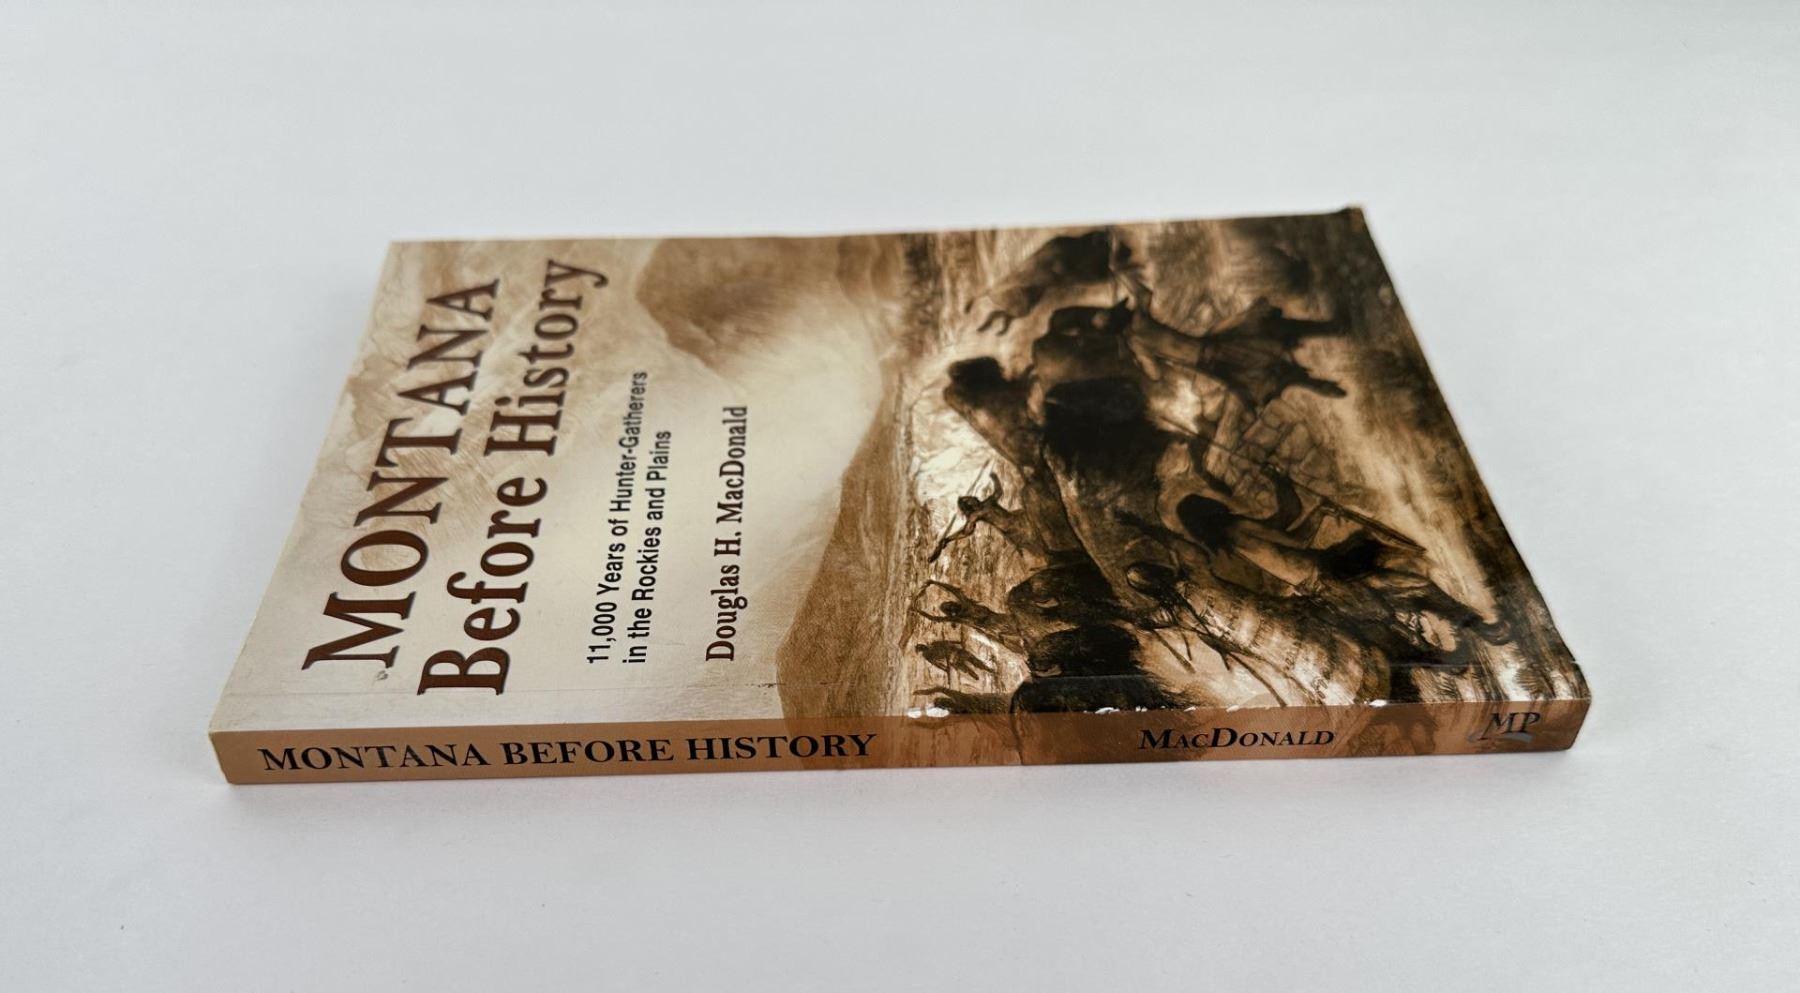 MONTANA
Before History
11,000 Years of Hunter-Gatherers
in the Rockies and Plains
Douglas H. MacDonald
MONTANA BEFORE HISTORY
MACDONALD
MP